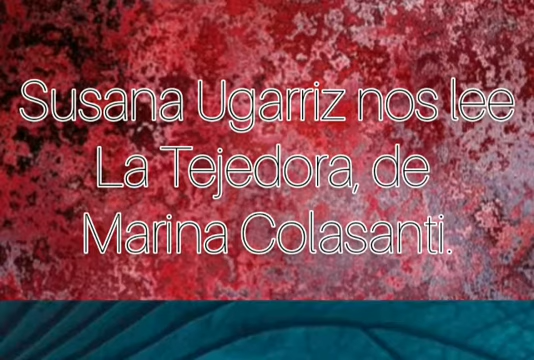 Susana Ugarriz nos lee
La Tejedora, de
Marina Colasanti.